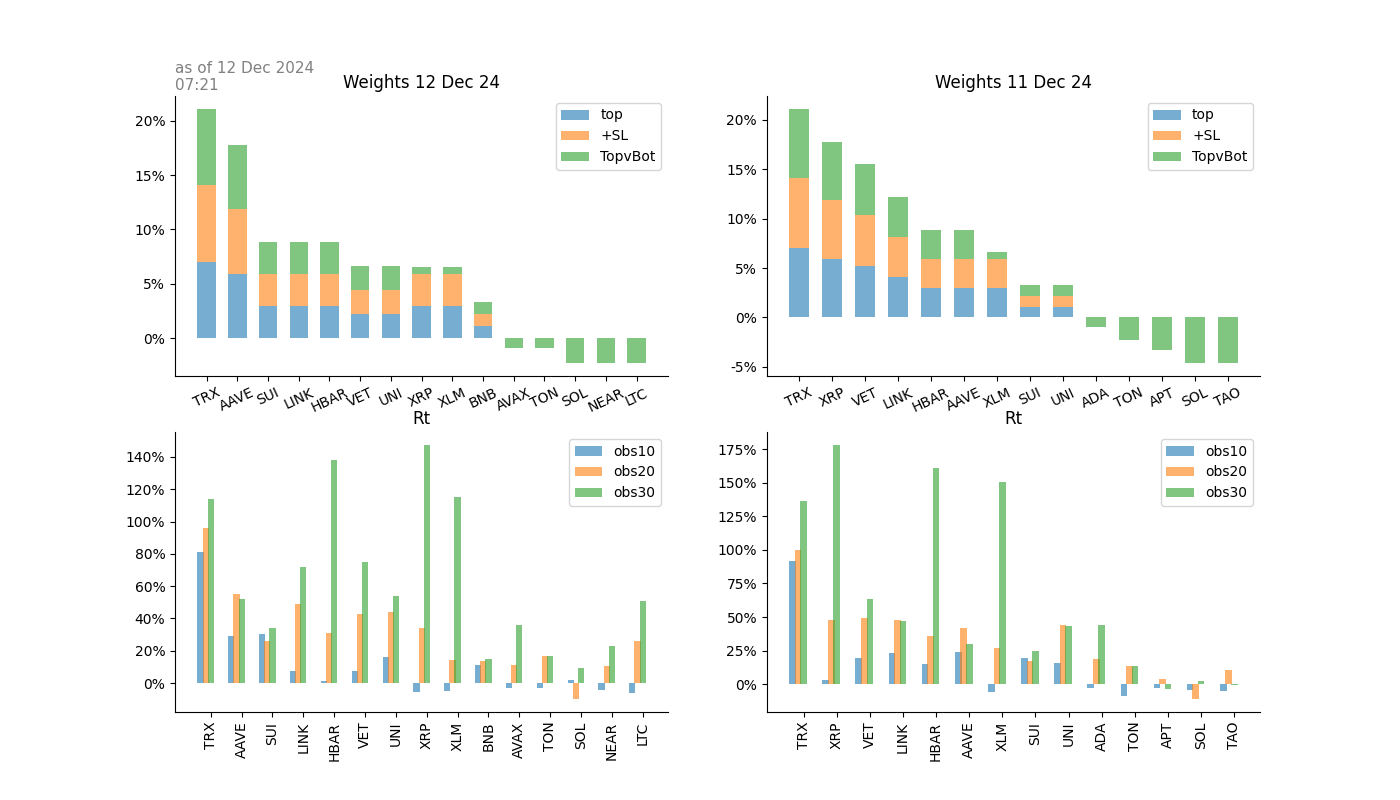 as of 12 Dec 2024
07:21
Weights 12 Dec 24
20%
15%
10%
5%
0%
top
+SL
TopvBot
TRX AAVE SUI LINK HBAR VET UNI XRP XLM BNB AVAX TON SOL NEAR LTC
Weights 11 Dec 24
20%
15%
10%
5%
0%
-5%
top
+SL
TopvBot
TRX XRP VET LINK HBAR AAVE XLM SUI UNI ADA TON APT SOL TAO
Rt
140%
120%
100%
80%
60%
40%
20%
0%
obs10
obs20
obs30
TRX AAVE SUI LINK HBAR VET UNI XRP XLM BNB AVAX TON SOL NEAR LTC
Rt
175%
150%
125%
100%
75%
50%
25%
0%
obs10
obs20
obs30
TRX XRP VET LINK HBAR AAVE XLM SUI UNI ADA TON APT SOL TAO